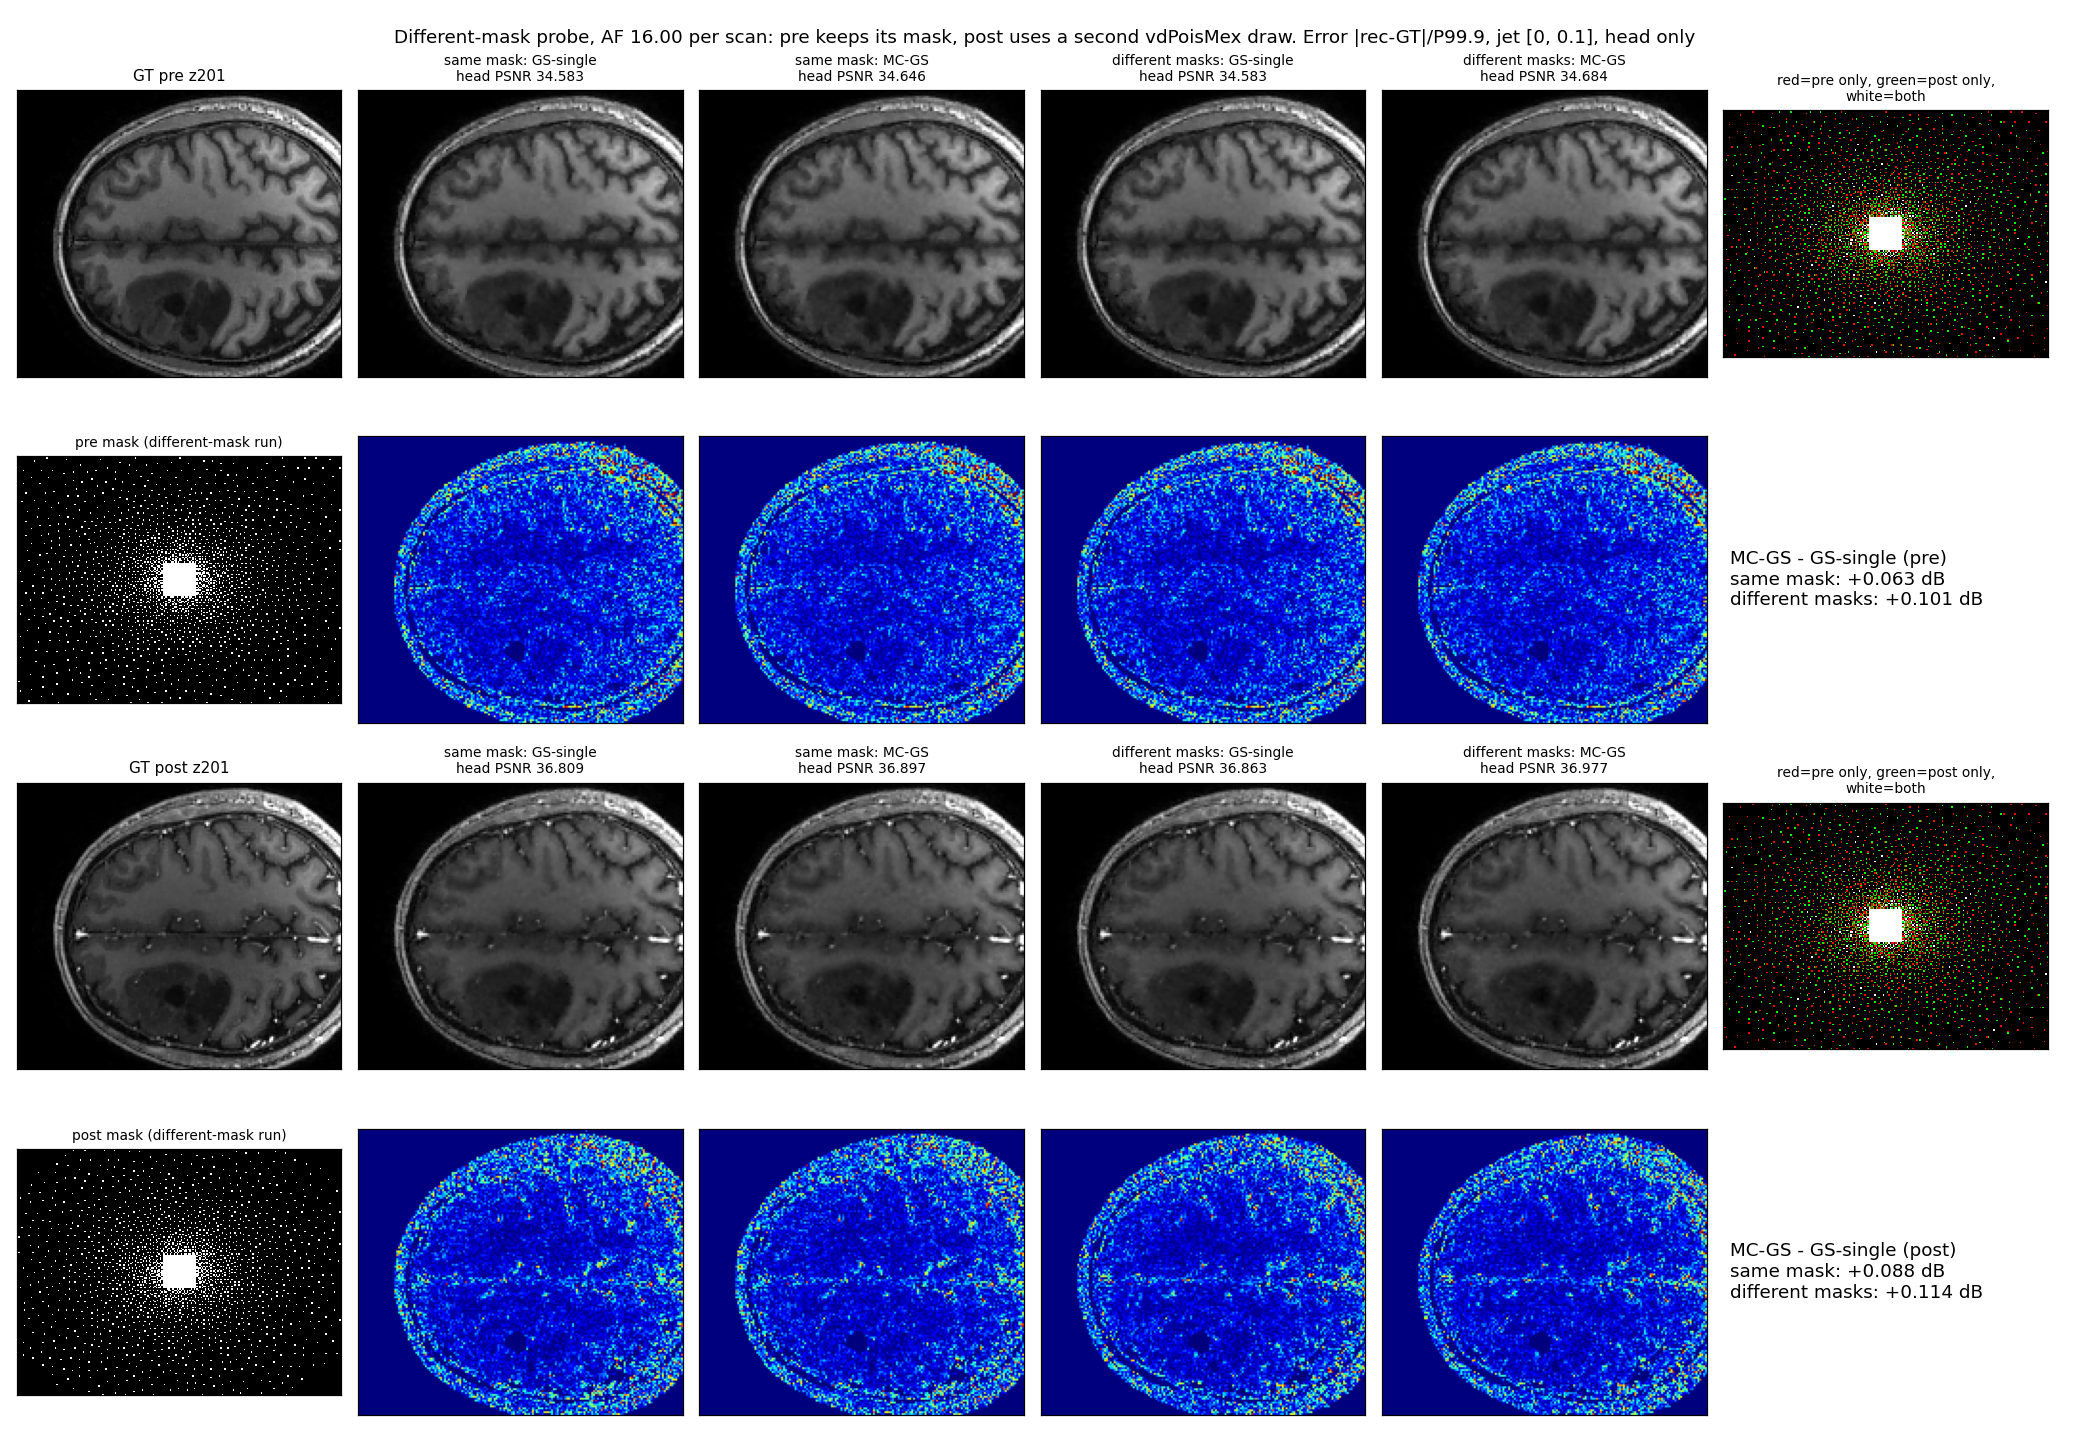 Different-mask probe, AF 16.00 per scan: pre keeps its mask, post uses a second vdPoisMex draw. Error |rec-GT|/P99.9, jet [0, 0.1], head only
GT pre z201
same mask: GS-single
head PSNR 34.583
same mask: MC-GS
head PSNR 34.646
different masks: GS-single
head PSNR 34.583
different masks: MC-GS
head PSNR 34.684
red=pre only, green=post only,
white=both
pre mask (different-mask run)
MC-GS - GS-single (pre)
same mask: +0.063 dB
different masks: +0.101 dB
GT post z201
same mask: GS-single
head PSNR 36.809
same mask: MC-GS
head PSNR 36.897
different masks: GS-single
head PSNR 36.863
different masks: MC-GS
head PSNR 36.977
red=pre only, green=post only,
white=both
post mask (different-mask run)
MC-GS - GS-single (post)
same mask: +0.088 dB
different masks: +0.114 dB